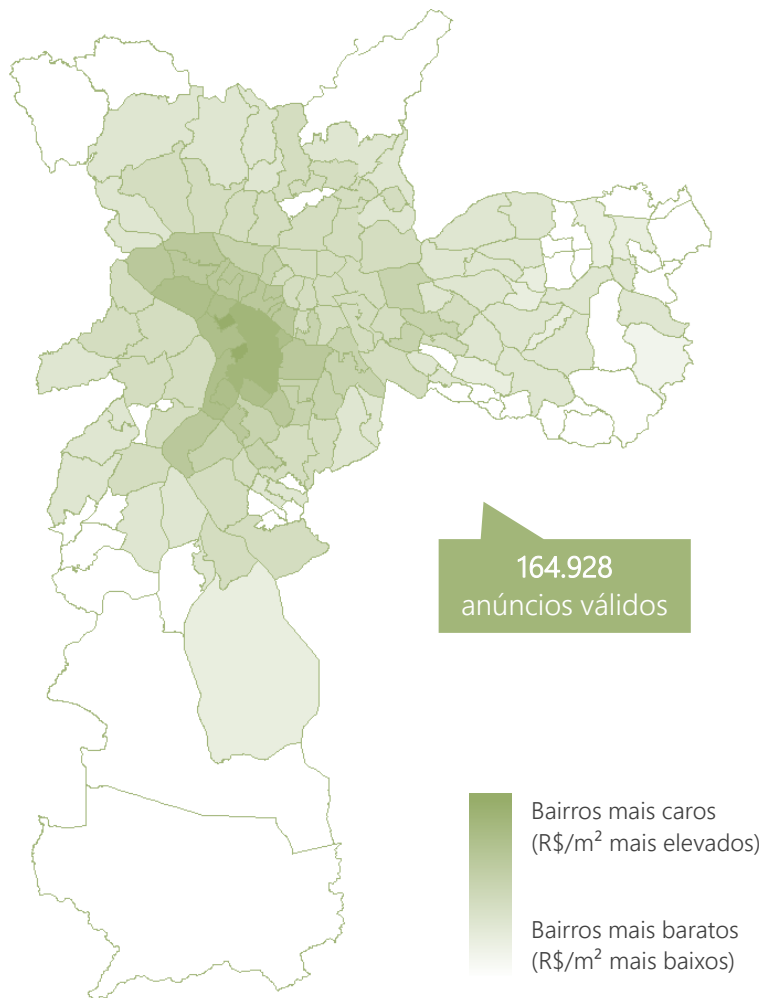 164.928
anúncios válidos
Bairros mais caros
(R$/m² mais elevados)
Bairros mais baratos
(R$/m² mais baixos)